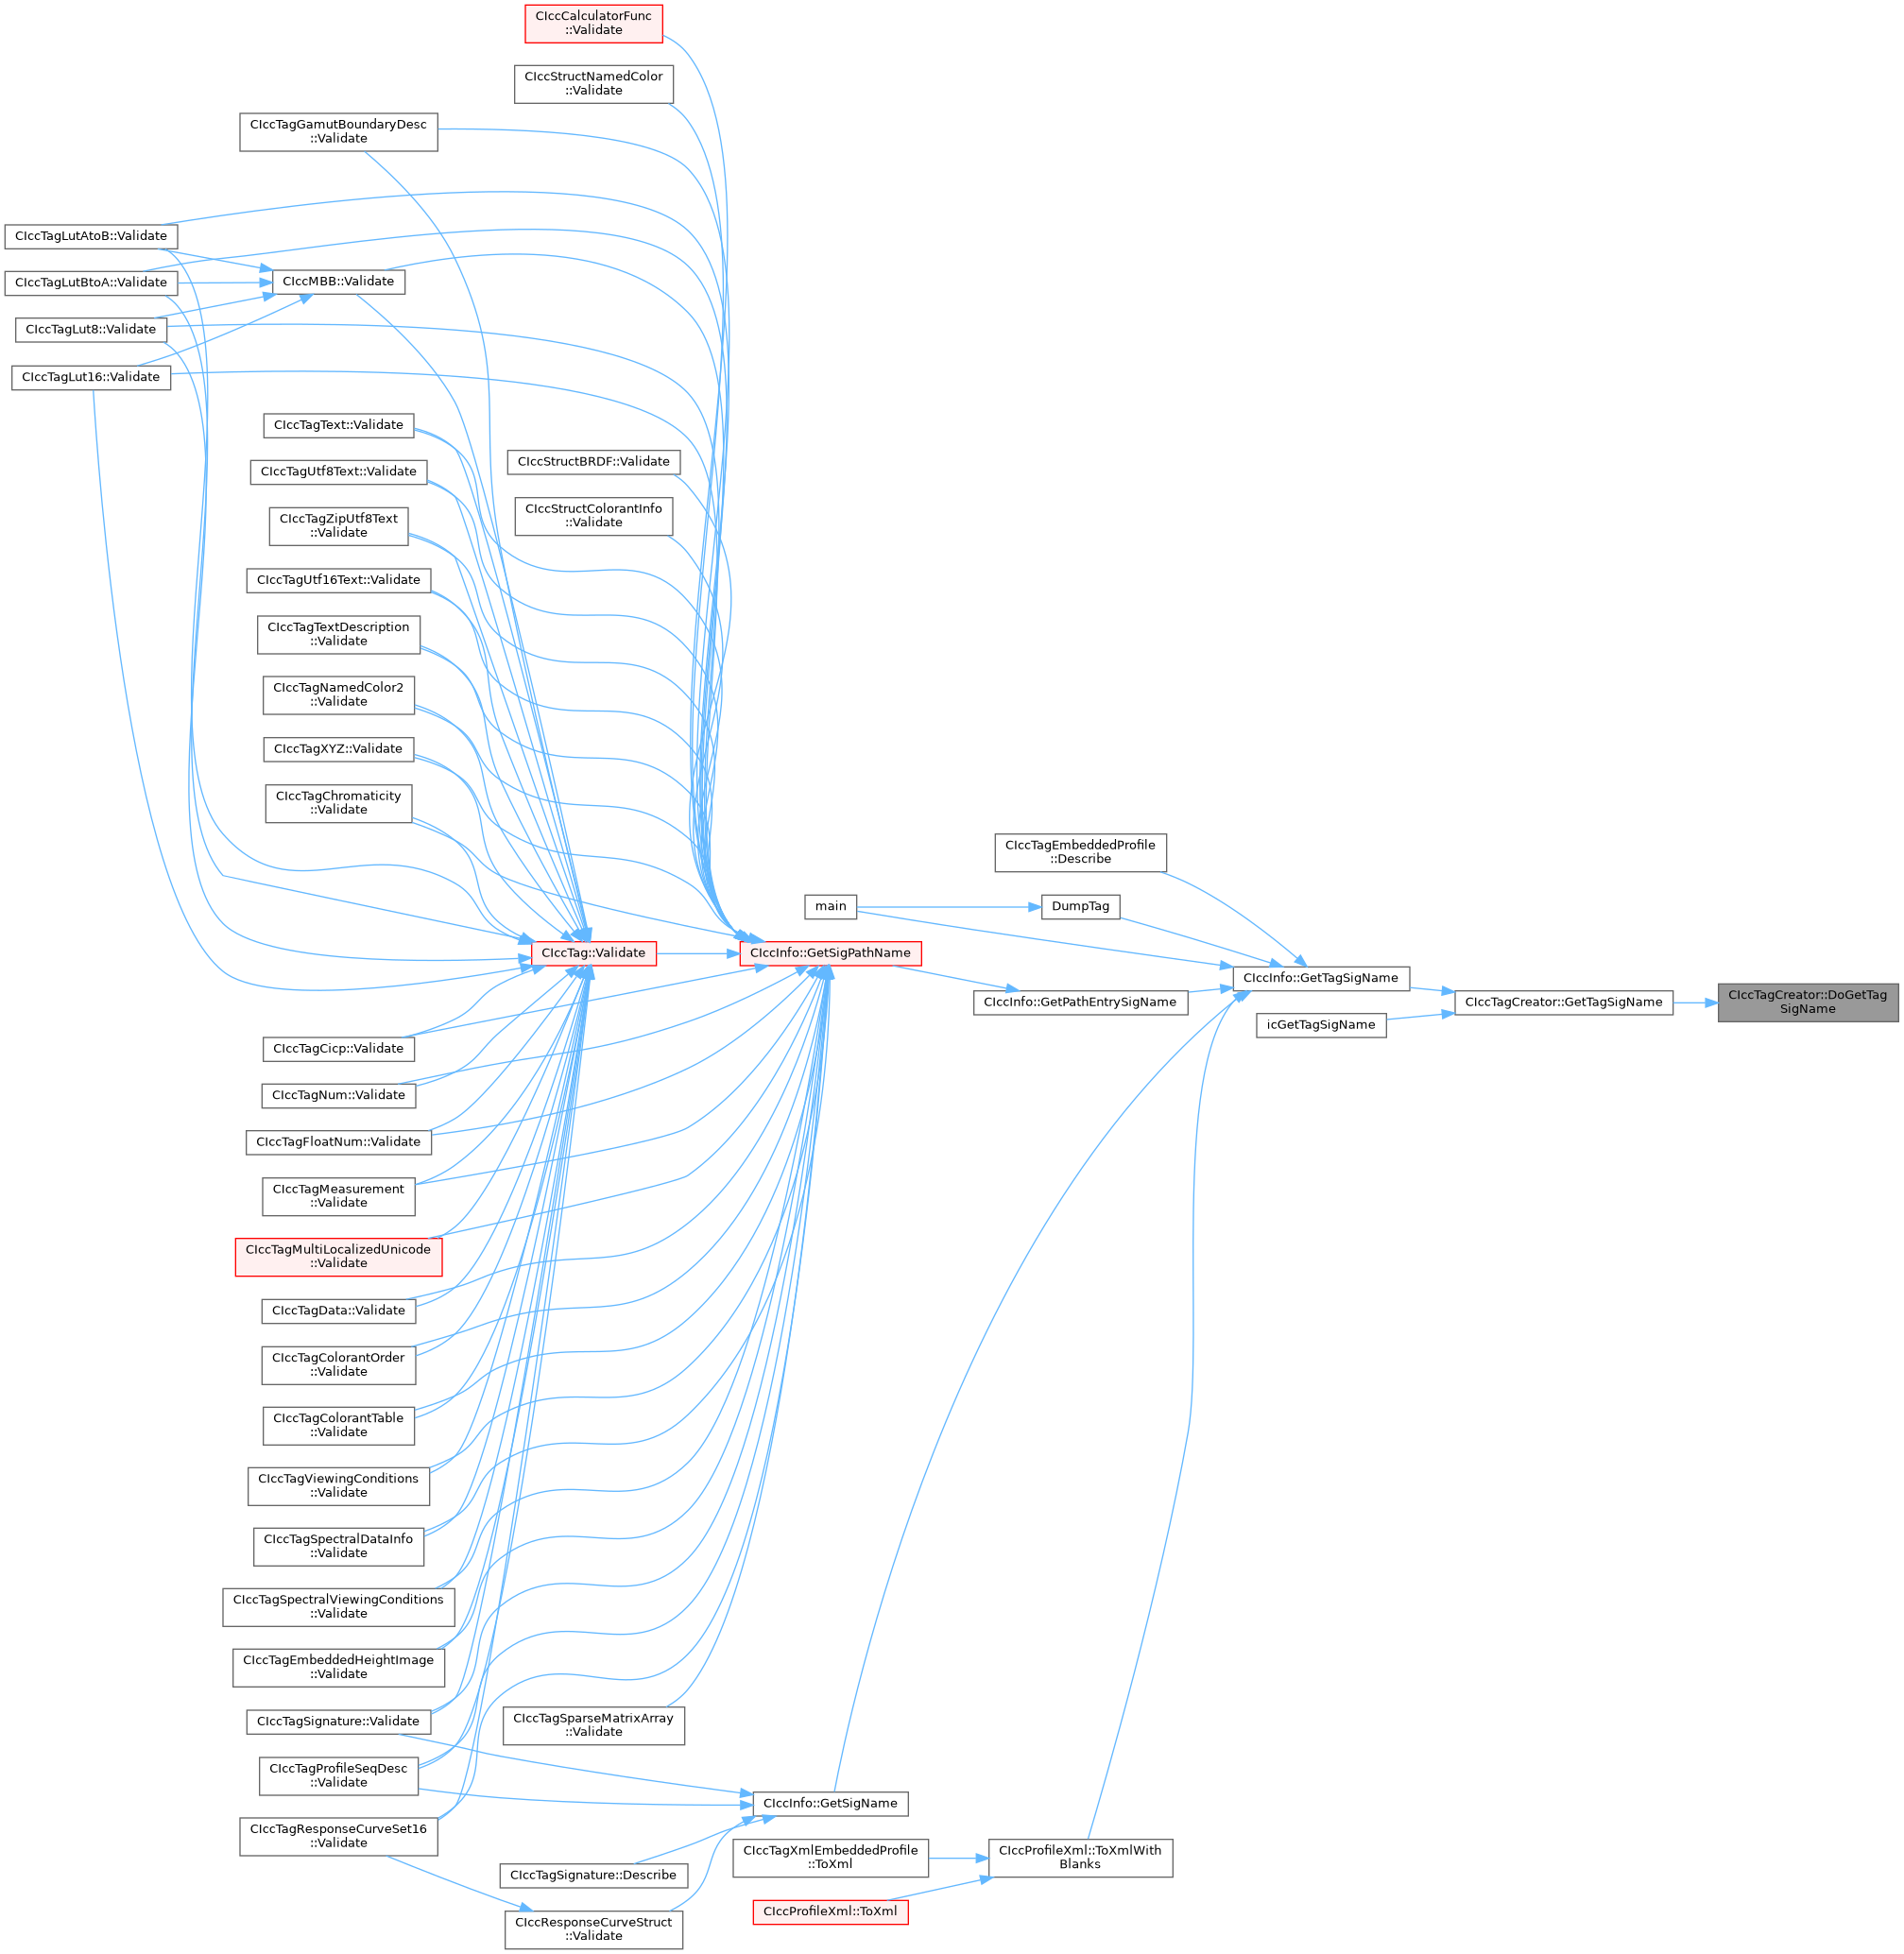 CIccCalculatorFunc
::Validate
CIccStructNamedColor
::Validate
CIccTagGamutBoundaryDesc
::Validate
CIccTagLutAtoB::Validate
CIccTagLutBtoA::Validate
CIccMBB::Validate
CIccTagLut8::Validate
CIccTagLut16::Validate
CIccTagText::Validate
CIccStructBRDF::Validate
CIccTagUtf8Text::Validate
CIccStructColorantInfo
::Validate
CIccTagZipUtf8Text
::Validate
CIccTagUtf16Text::Validate
CIccTagTextDescription
::Validate
CIccTagNamedColor2
::Validate
CIccTagXYZ::Validate
CIccTagChromaticity
::Validate
CIccTagEmbeddedProfile
::Describe
main
DumpTag
CIccTag::Validate
CIccInfo::GetSigPathName
CIccInfo::GetTagSigName
CIccInfo::GetPathEntrySigName
CIccTagCreator::GetTagSigName
CIccTagCreator::DoGetTag
SigName
icGetTagSigName
CIccTagCicp::Validate
CIccTagNum::Validate
CIccTagFloatNum::Validate
CIccTagMeasurement
::Validate
CIccTagMultiLocalizedUnicode
::Validate
CIccTagData::Validate
CIccTagColorantOrder
::Validate
CIccTagColorantTable
::Validate
CIccTagViewingConditions
::Validate
CIccTagSpectralDataInfo
::Validate
CIccTagSpectralViewingConditions
::Validate
CIccTagEmbeddedHeightImage
::Validate
CIccTagSignature::Validate
CIccTagSparseMatrixArray
::Validate
CIccTagProfileSeqDesc
::Validate
CIccInfo::GetSigName
CIccTagResponseCurveSet16
::Validate
CIccTagXmlEmbeddedProfile
::ToXml
CIccProfileXml::ToXmlWith
Blanks
CIccTagSignature::Describe
CIccProfileXml::ToXml
CIccResponseCurveStruct
::Validate